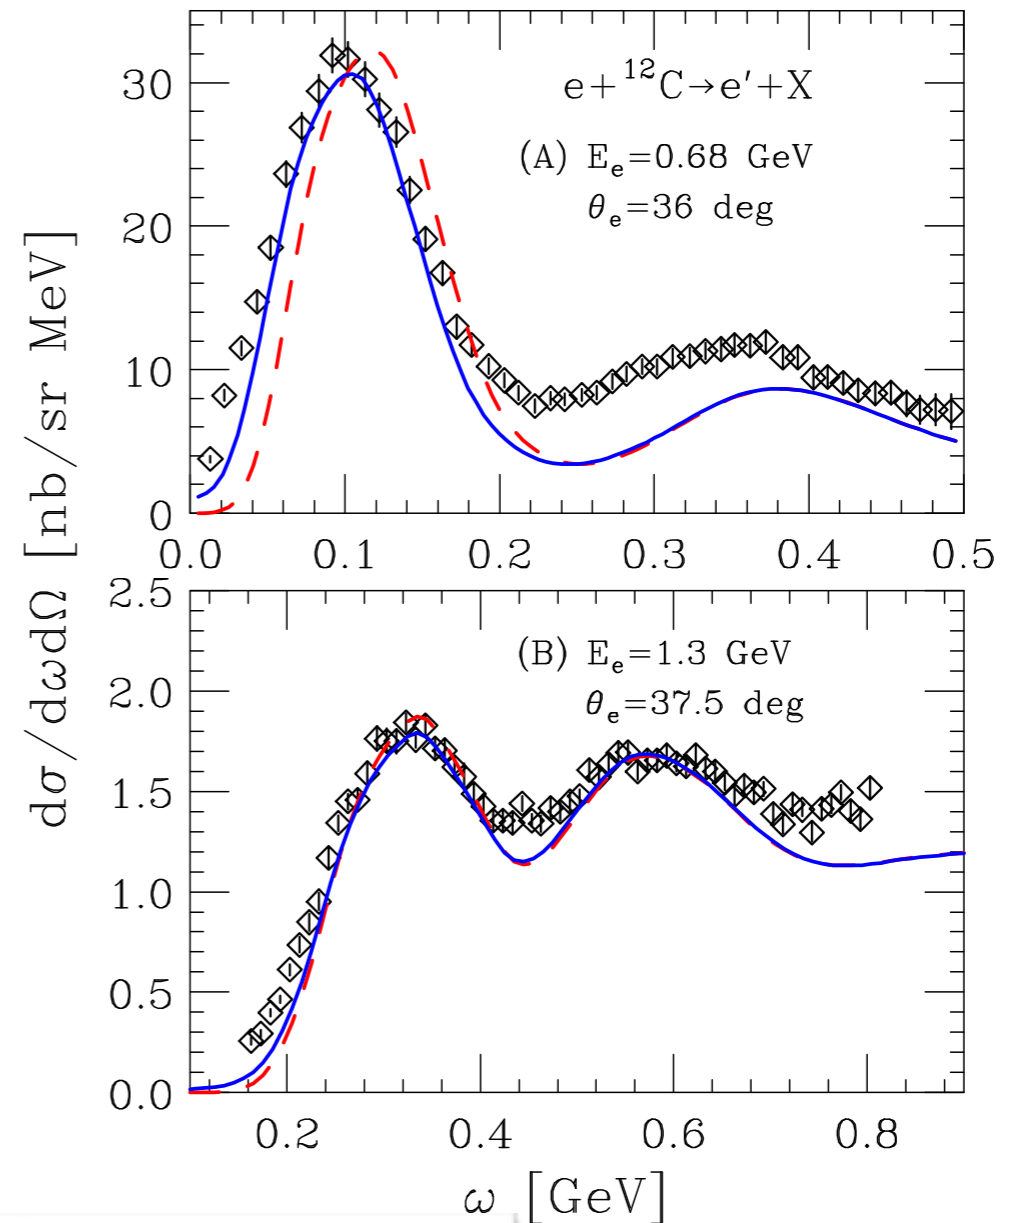 dσ/dωdΩ [nb/sr MeV]
30
20
10
0
e+¹²C→e′+X
(A) Eₑ=0.68 GeV
θₑ=36 deg
0.0 0.1 0.2 0.3 0.4 0.5
2.5
2.0
1.5
1.0
0.5
0.0
(B) Eₑ=1.3 GeV
θₑ=37.5 deg
0.2 0.4 0.6 0.8
ω [GeV]